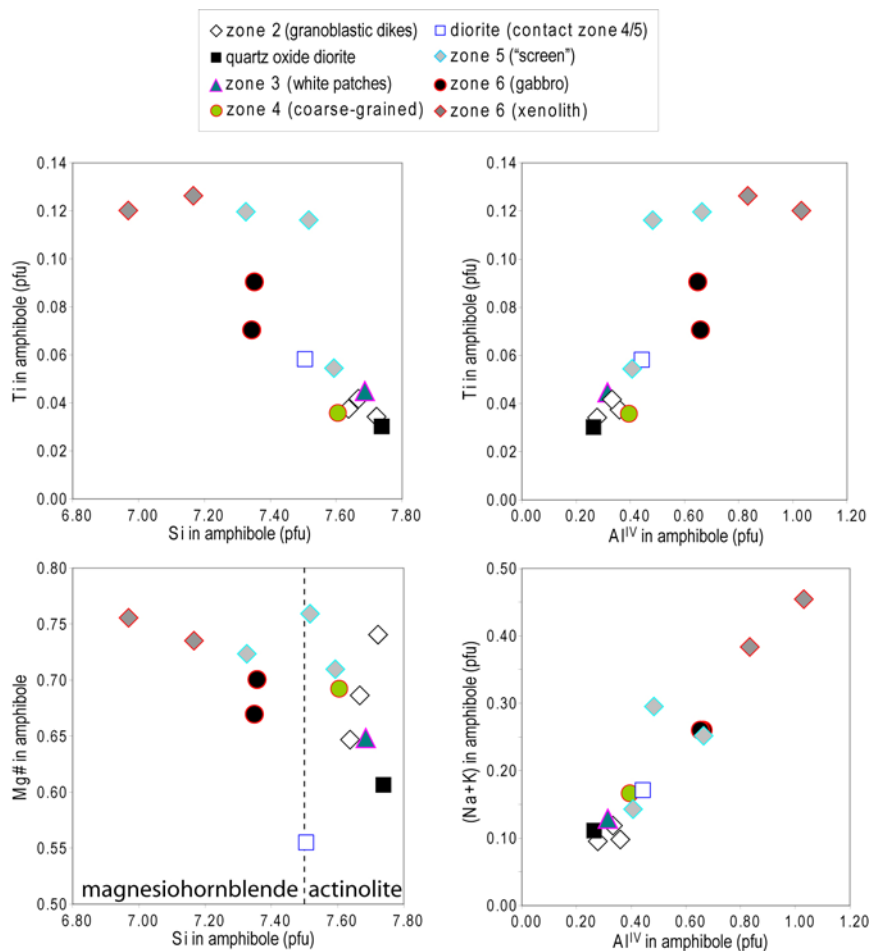 zone 2 (granoblastic dikes)
diorite (contact zone 4/5)
quartz oxide diorite
zone 5 ("screen")
zone 3 (white patches)
zone 6 (gabbro)
zone 4 (coarse-grained)
zone 6 (xenolith)
0.14
0.12
0.10
0.08
0.06
0.04
0.02
0.00
Ti in amphibole (pfu)
6.80 7.00 7.20 7.40 7.60 7.80
Si in amphibole (pfu)
0.14
0.12
0.10
0.08
0.06
0.04
0.02
0.00
Ti in amphibole (pfu)
0.00 0.20 0.40 0.60 0.80 1.00 1.20
Al^IV in amphibole (pfu)
0.80
0.75
0.70
0.65
0.60
0.55
0.50
Mg# in amphibole
magnesiohornblende actinolite
6.80 7.00 7.20 7.40 7.60 7.80
Si in amphibole (pfu)
0.50
0.40
0.30
0.20
0.10
0.00
(Na+K) in amphibole (pfu)
0.00 0.20 0.40 0.60 0.80 1.00 1.20
Al^IV in amphibole (pfu)